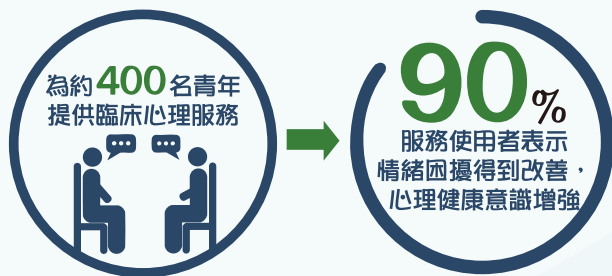 為約400名青年
提供臨床心理服務
90%
服務使用者表示
情緒困擾得到改善，
心理健康意識增強